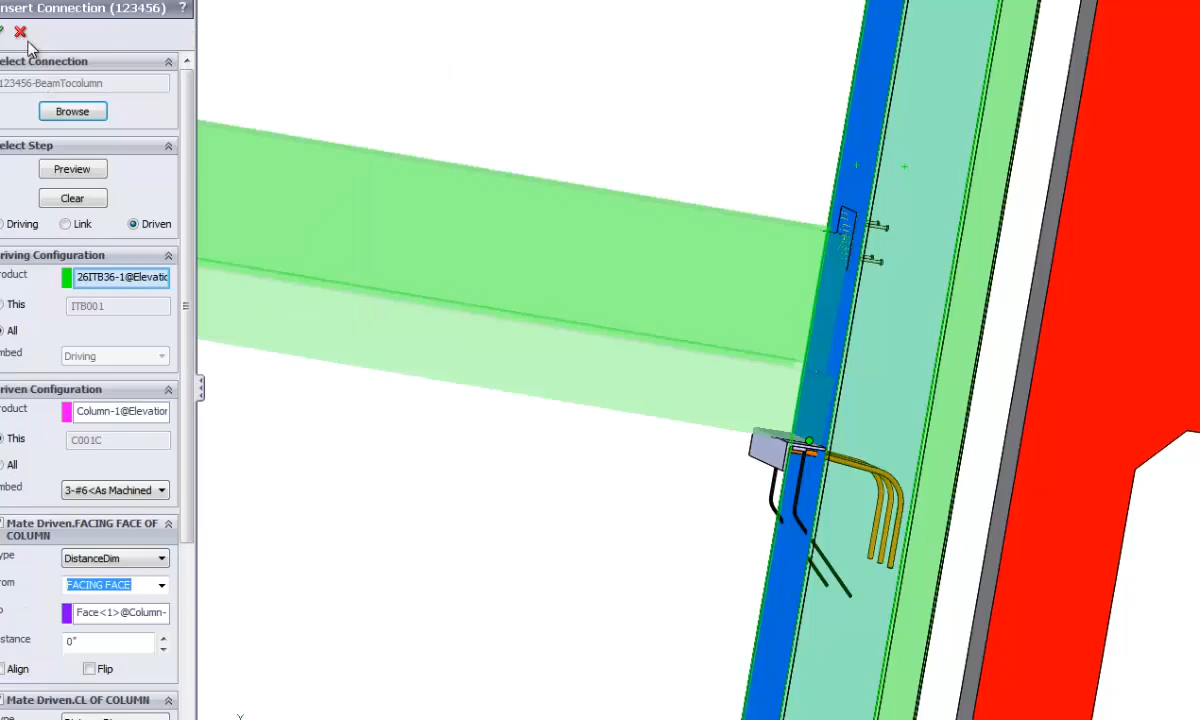 nsert Connection (123456) ?
elect Connection
123456-BeamTocolumn
Browse
elect Step
Preview
Clear
Driving Link Driven
riving Configuration
roduct 26ITB36-1@Elevatic
This ITB001
All
mbed Driving
riven Configuration
roduct Column-1@Elevation
This C001C
All
mbed 3-#6<As Machined
Mate Driven.FACING FACE OF
COLUMN
ype DistanceDim
rom FACING FACE
o Face<1>@Column-
istance 0"
Align Flip
Mate Driven.CL OF COLUMN
Y